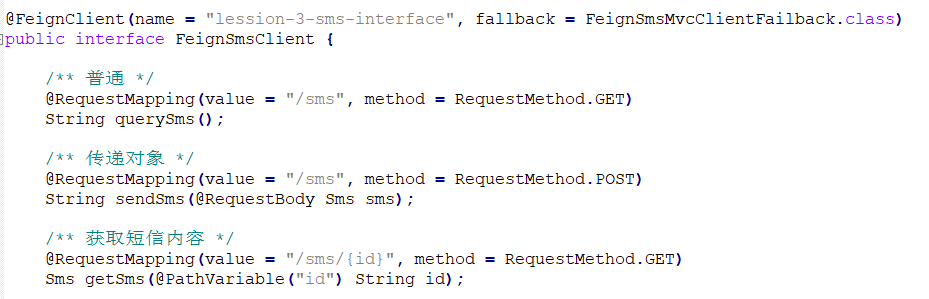 @FeignClient(name = "lession-3-sms-interface", fallback = FeignSmsMvcClientFailback.class)
public interface FeignSmsClient {
/** 普通 */
@RequestMapping(value = "/sms", method = RequestMethod.GET)
String querySms();
/** 传递对象 */
@RequestMapping(value = "/sms", method = RequestMethod.POST)
String sendSms(@RequestBody Sms sms);
/** 获取短信内容 */
@RequestMapping(value = "/sms/{id}", method = RequestMethod.GET)
Sms getSms(@PathVariable("id") String id);